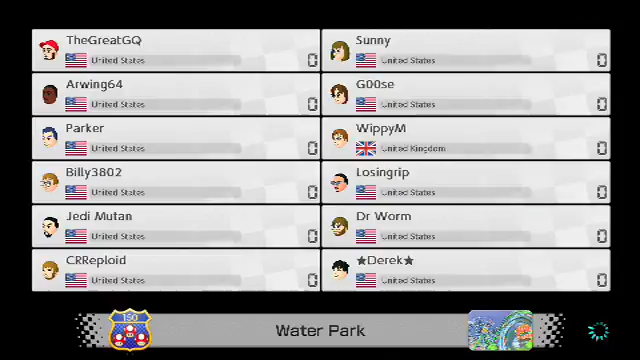 TheGreatGQ
United States
0
Sunny
United States
0
Arwing64
United States
0
G00se
United States
0
Parker
United States
0
WippyM
United Kingdom
0
Billy3802
United States
0
Losingrip
United States
0
Jedi Mutan
United States
0
Dr Worm
United States
0
CRReploid
United States
0
★Derek★
United States
0
150
Water Park